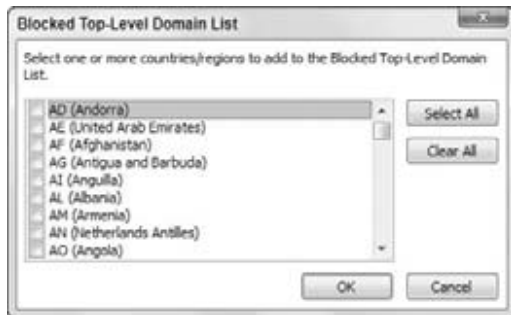 Blocked Top-Level Domain List
Select one or more countries/regions to add to the Blocked Top-Level Domain
List.
AD (Andorra)
AE (United Arab Emirates)
AF (Afghanistan)
AG (Antigua and Barbuda)
AI (Anguilla)
AL (Albania)
AM (Armenia)
AN (Netherlands Antilles)
AO (Angola)
Select All
Clear All
OK
Cancel